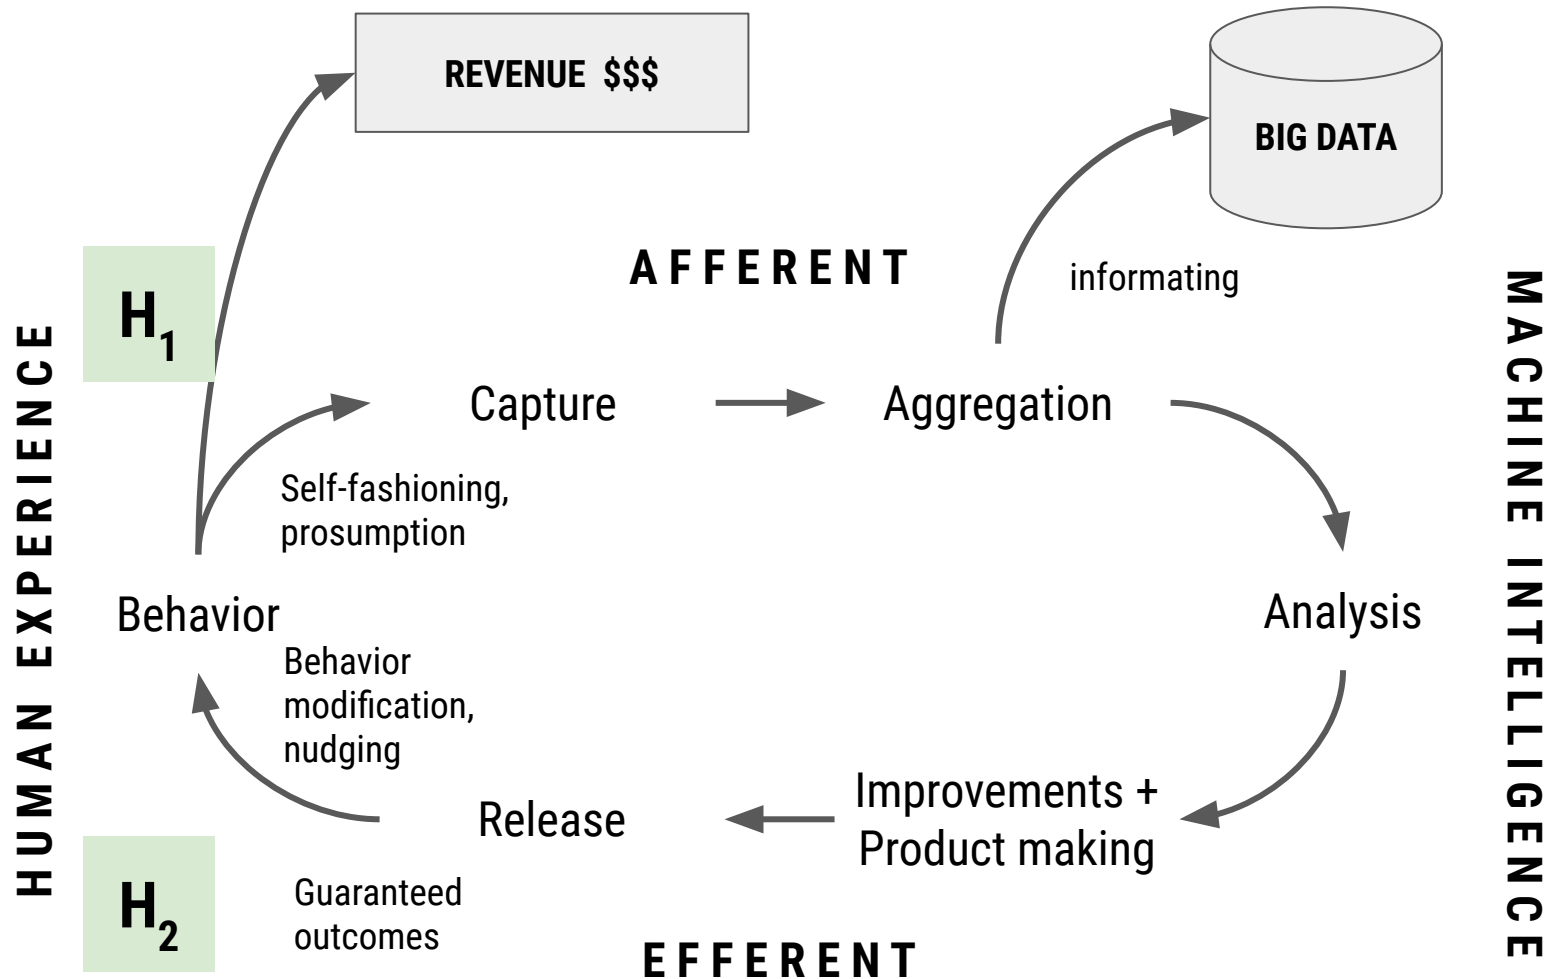 REVENUE $$$
BIG DATA
AFFERENT
informating
H1
HUMAN EXPERIENCE
MACHINE INTELLIGENCE
Capture
Aggregation
Self-fashioning,
prosumption
Behavior
Analysis
Behavior
modification,
nudging
Improvements +
Product making
Release
H2
Guaranteed
outcomes
EFFERENT